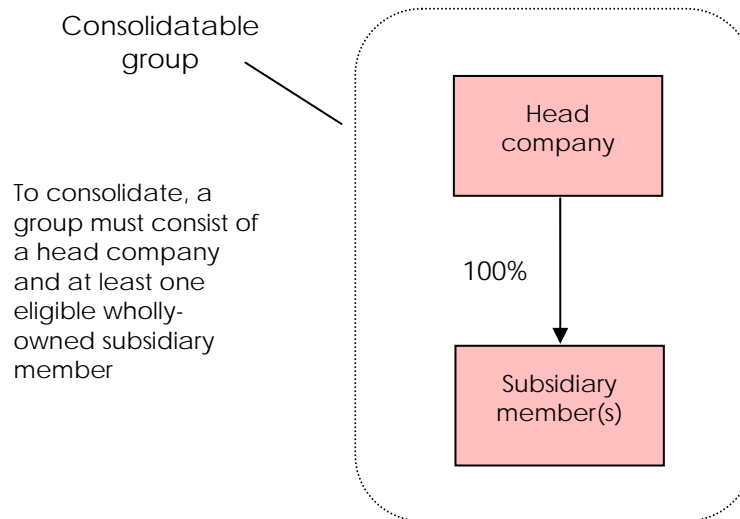 Consolidatable
group
Head
company
To consolidate, a
group must consist of
a head company
and at least one
eligible wholly-
owned subsidiary
member
100%
Subsidiary
member(s)